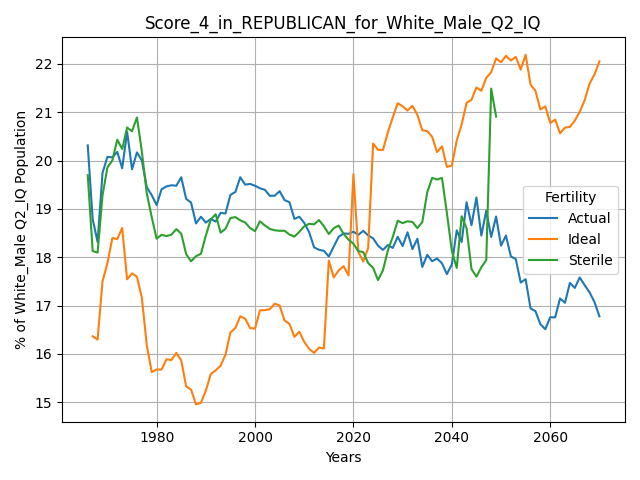 Score_4_in_REPUBLICAN_for_White_Male_Q2_IQ
% of White_Male Q2_IQ Population
22
21
20
19
18
17
16
15
Fertility
Actual
Ideal
Sterile
1980 2000 2020 2040 2060
Years